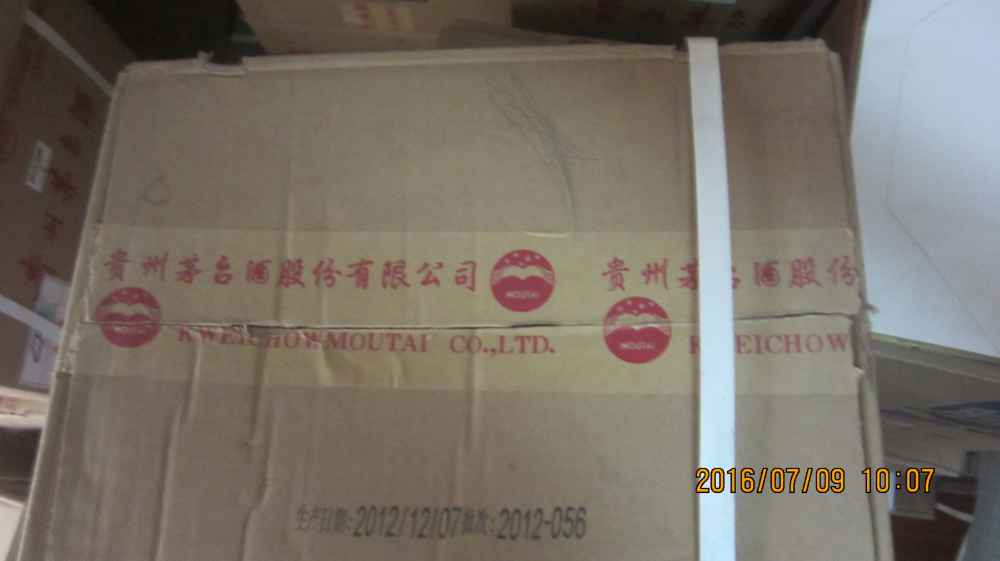 贵州茅台酒股份有限公司 MOUTAI 贵州茅台酒股份
MOUTAI KWEICHOWMOUTAI CO.,LTD. MOUTAI KWEICHOW
生产日期:2012/12/07批次:2012-056
2016/07/09 10:07